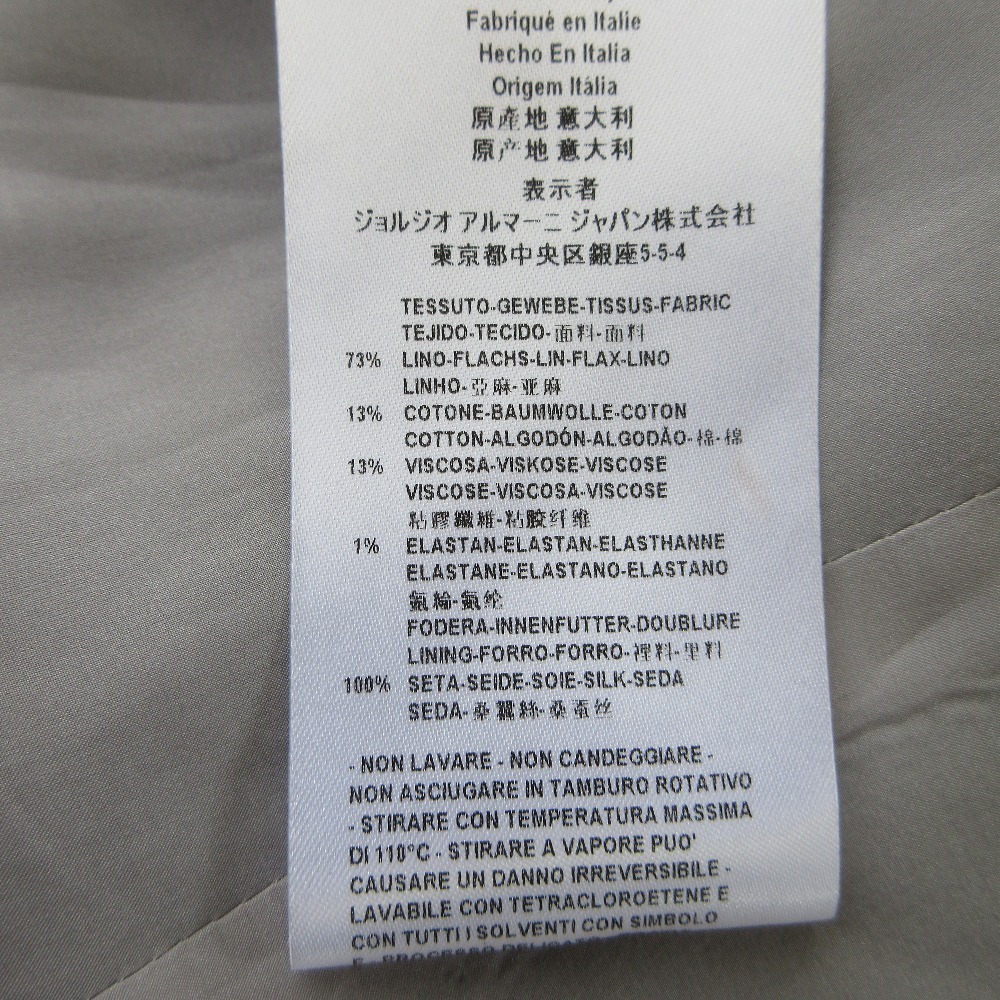 Fabriqué en Italie
Hecho En Italia
Origem Itália
原產地 意大利
原产地 意大利
表示者
ジョルジオ アルマーニ ジャパン株式会社
東京都中央区銀座5-5-4
TESSUTO-GEWEBE-TISSUS-FABRIC
TEJIDO-TECIDO-面料-面料
73% LINO-FLACHS-LIN-FLAX-LINO
LINHO-亞麻-亚麻
13% COTONE-BAUMWOLLE-COTON
COTTON-ALGODÓN-ALGODÃO-棉-棉
13% VISCOSA-VISKOSE-VISCOSE
VISCOSE-VISCOSA-VISCOSE
粘膠纖維-粘胶纤维
1% ELASTAN-ELASTAN-ELASTHANNE
ELASTANE-ELASTANO-ELASTANO
氨綸-氨纶
FODERA-INNENFUTTER-DOUBLURE
LINING-FORRO-FORRO-裡料-里料
100% SETA-SEIDE-SOIE-SILK-SEDA
SEDA-桑蠶絲-桑蚕丝
- NON LAVARE - NON CANDEGGIARE -
NON ASCIUGARE IN TAMBURO ROTATIVO
- STIRARE CON TEMPERATURA MASSIMA
DI 110°C - STIRARE A VAPORE PUO'
CAUSARE UN DANNO IRREVERSIBILE -
LAVABILE CON TETRACLOROETENE E
CON TUTTI I SOLVENTI CON SIMBOLO
F - PROCESSO DELICATO